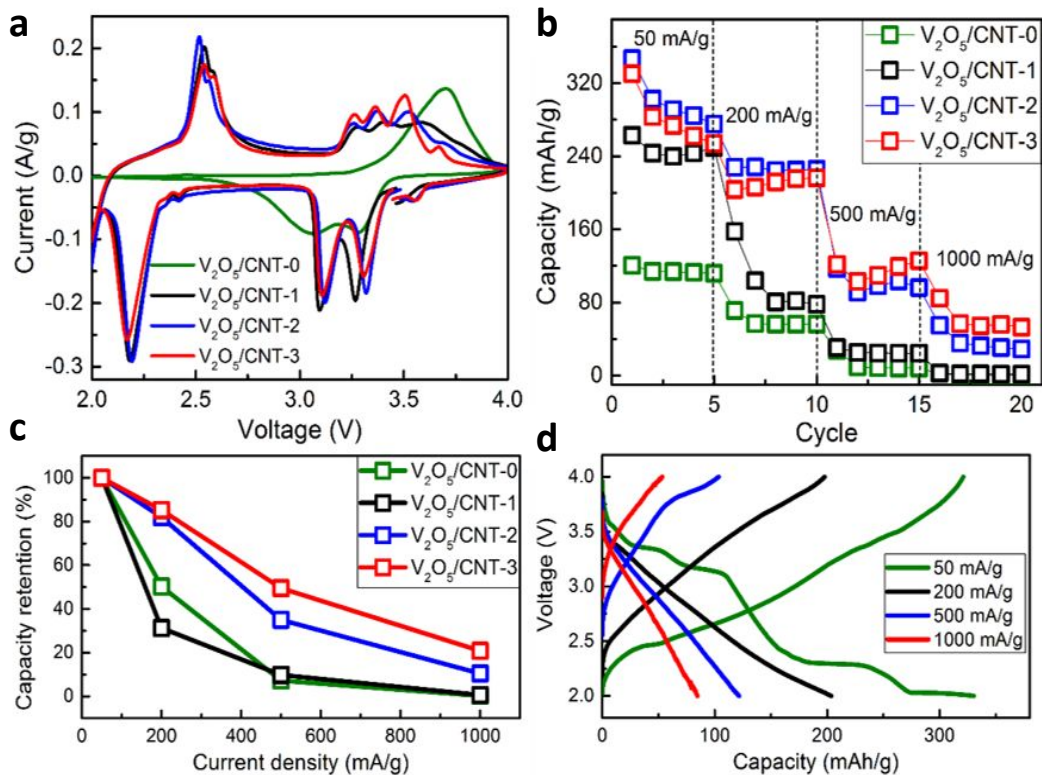 a
0.2
0.1
0.0
-0.1
-0.2
-0.3
Current (A/g)
V₂O₅/CNT-0
V₂O₅/CNT-1
V₂O₅/CNT-2
V₂O₅/CNT-3
2.0 2.5 3.0 3.5 4.0
Voltage (V)
b
50 mA/g
200 mA/g
500 mA/g
1000 mA/g
V₂O₅/CNT-0
V₂O₅/CNT-1
V₂O₅/CNT-2
V₂O₅/CNT-3
320
240
160
80
0
Capacity (mAh/g)
0 5 10 15 20
Cycle
c
100
80
60
40
20
0
Capacity retention (%)
V₂O₅/CNT-0
V₂O₅/CNT-1
V₂O₅/CNT-2
V₂O₅/CNT-3
0 200 400 600 800 1000
Current density (mA/g)
d
4.0
3.5
3.0
2.5
2.0
Voltage (V)
50 mA/g
200 mA/g
500 mA/g
1000 mA/g
0 100 200 300
Capacity (mAh/g)